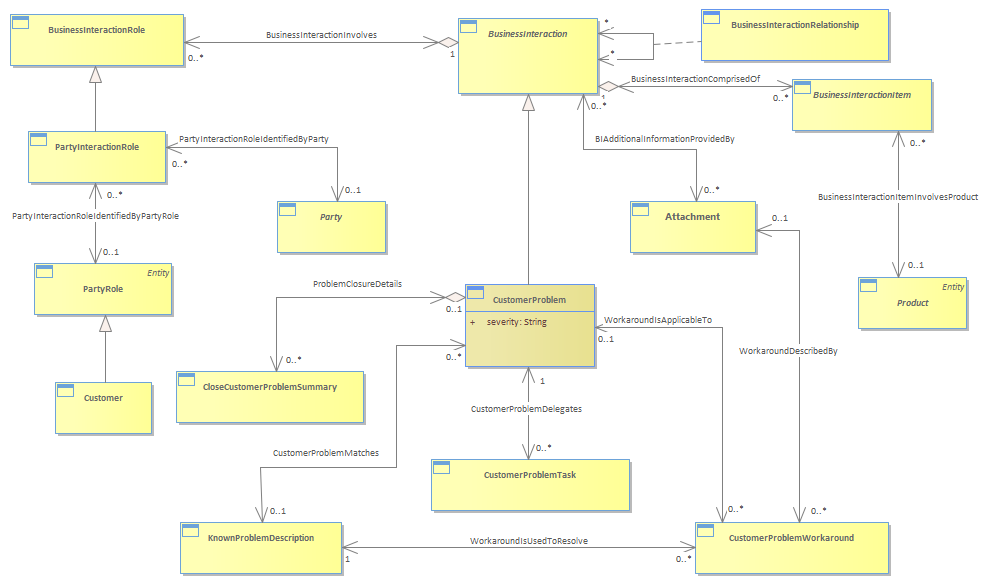 BusinessInteractionRole
BusinessInteractionInvolves
0..*
1
BusinessInteraction
*
*
BusinessInteractionRelationship
BusinessInteractionComprisedOf
1
0..*
0..*
BusinessInteractionItem
PartyInteractionRole
PartyInteractionRoleIdentifiedByParty
0..*
0..1
BIAdditionalInformationProvidedBy
0..*
0..*
BusinessInteractionItemInvolvesProduct
0..1
0..*
PartyInteractionRoleIdentifiedByPartyRole
0..1
Party
Attachment
0..1
Entity
PartyRole
Entity
Product
ProblemClosureDetails
0..1
0..*
CustomerProblem
+ severity: String
WorkaroundIsApplicableTo
0..1
0..*
WorkaroundDescribedBy
Customer
CloseCustomerProblemSummary
1
CustomerProblemDelegates
0..*
CustomerProblemMatches
0..*
0..1
CustomerProblemTask
0..*
0..*
KnownProblemDescription
WorkaroundIsUsedToResolve
1
0..*
CustomerProblemWorkaround